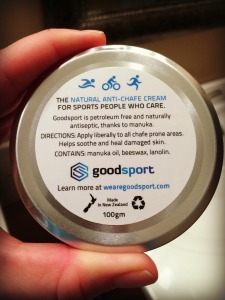 THE NATURAL ANTI-CHAFE CREAM
FOR SPORTS PEOPLE WHO CARE.
Goodsport is petroleum free and naturally
antiseptic, thanks to manuka.
DIRECTIONS: Apply liberally to all chafe prone areas.
Helps soothe and heal damaged skin.
CONTAINS: manuka oil, beeswax, lanolin.
goodsport
Learn more at wearegoodsport.com
Made
in New Zealand
100gm